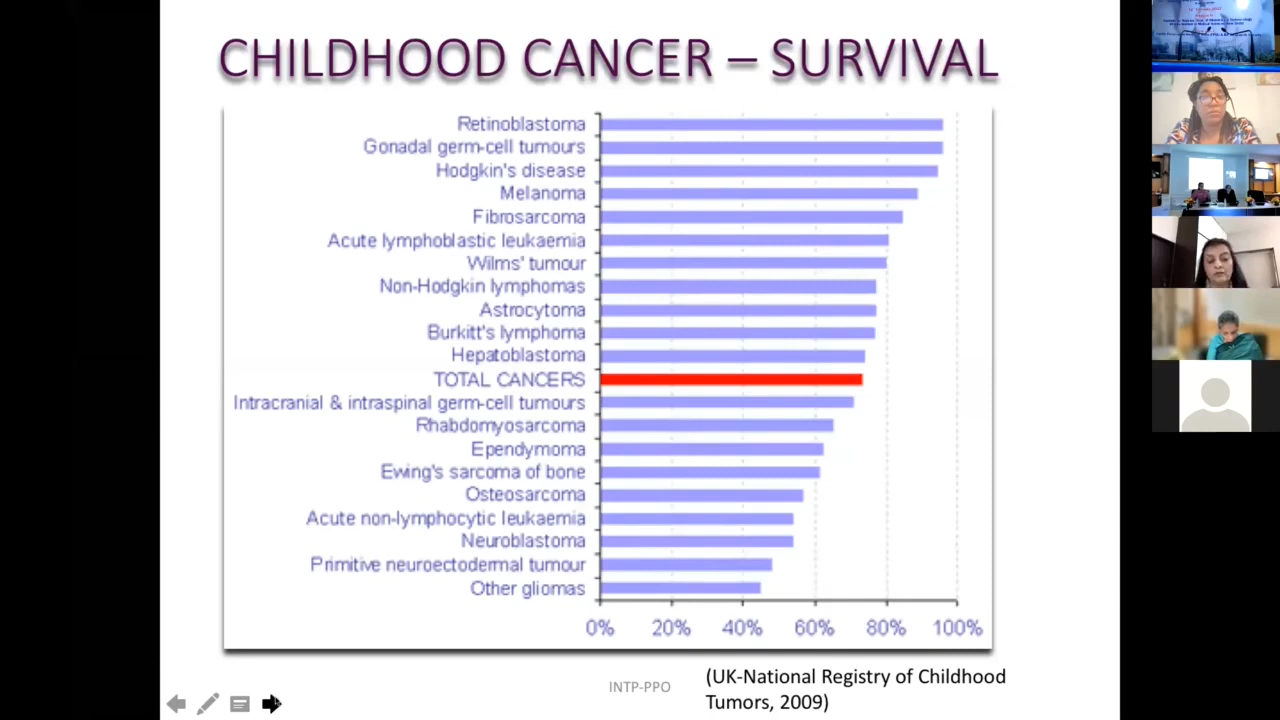 CHILDHOOD CANCER – SURVIVAL
Retinoblastoma
Gonadal germ-cell tumours
Hodgkin's disease
Melanoma
Fibrosarcoma
Acute lymphoblastic leukaemia
Wilms' tumour
Non-Hodgkin lymphomas
Astrocytoma
Burkitt's lymphoma
Hepatoblastoma
TOTAL CANCERS
Intracranial & intraspinal germ-cell tumours
Rhabdomyosarcoma
Ependymoma
Ewing's sarcoma of bone
Osteosarcoma
Acute non-lymphocytic leukaemia
Neuroblastoma
Primitive neuroectodermal tumour
Other gliomas
0% 20% 40% 60% 80% 100%
INTP-PPO
(UK-National Registry of Childhood
Tumors, 2009)